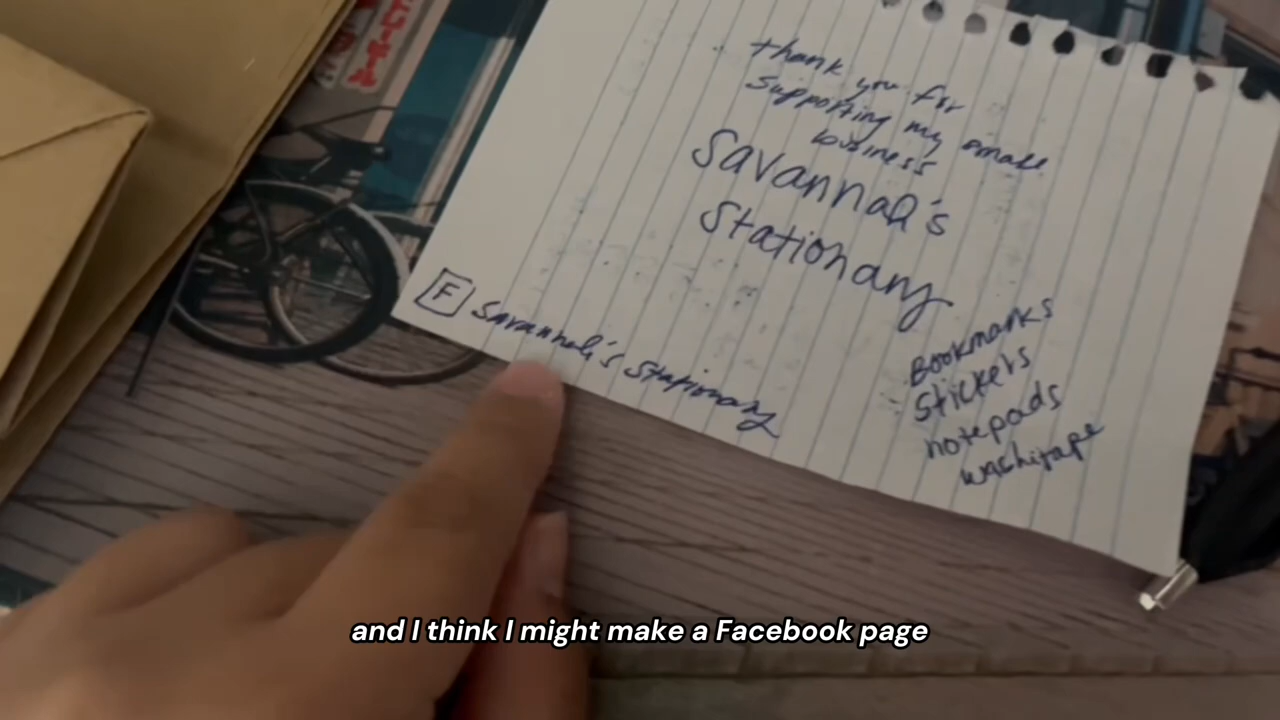 thank you for
supporting my small
business
Savannah's
Stationary
Bookmarks
Stickers
notepads
washitape
F Savannah's Stationary
and I think I might make a Facebook page